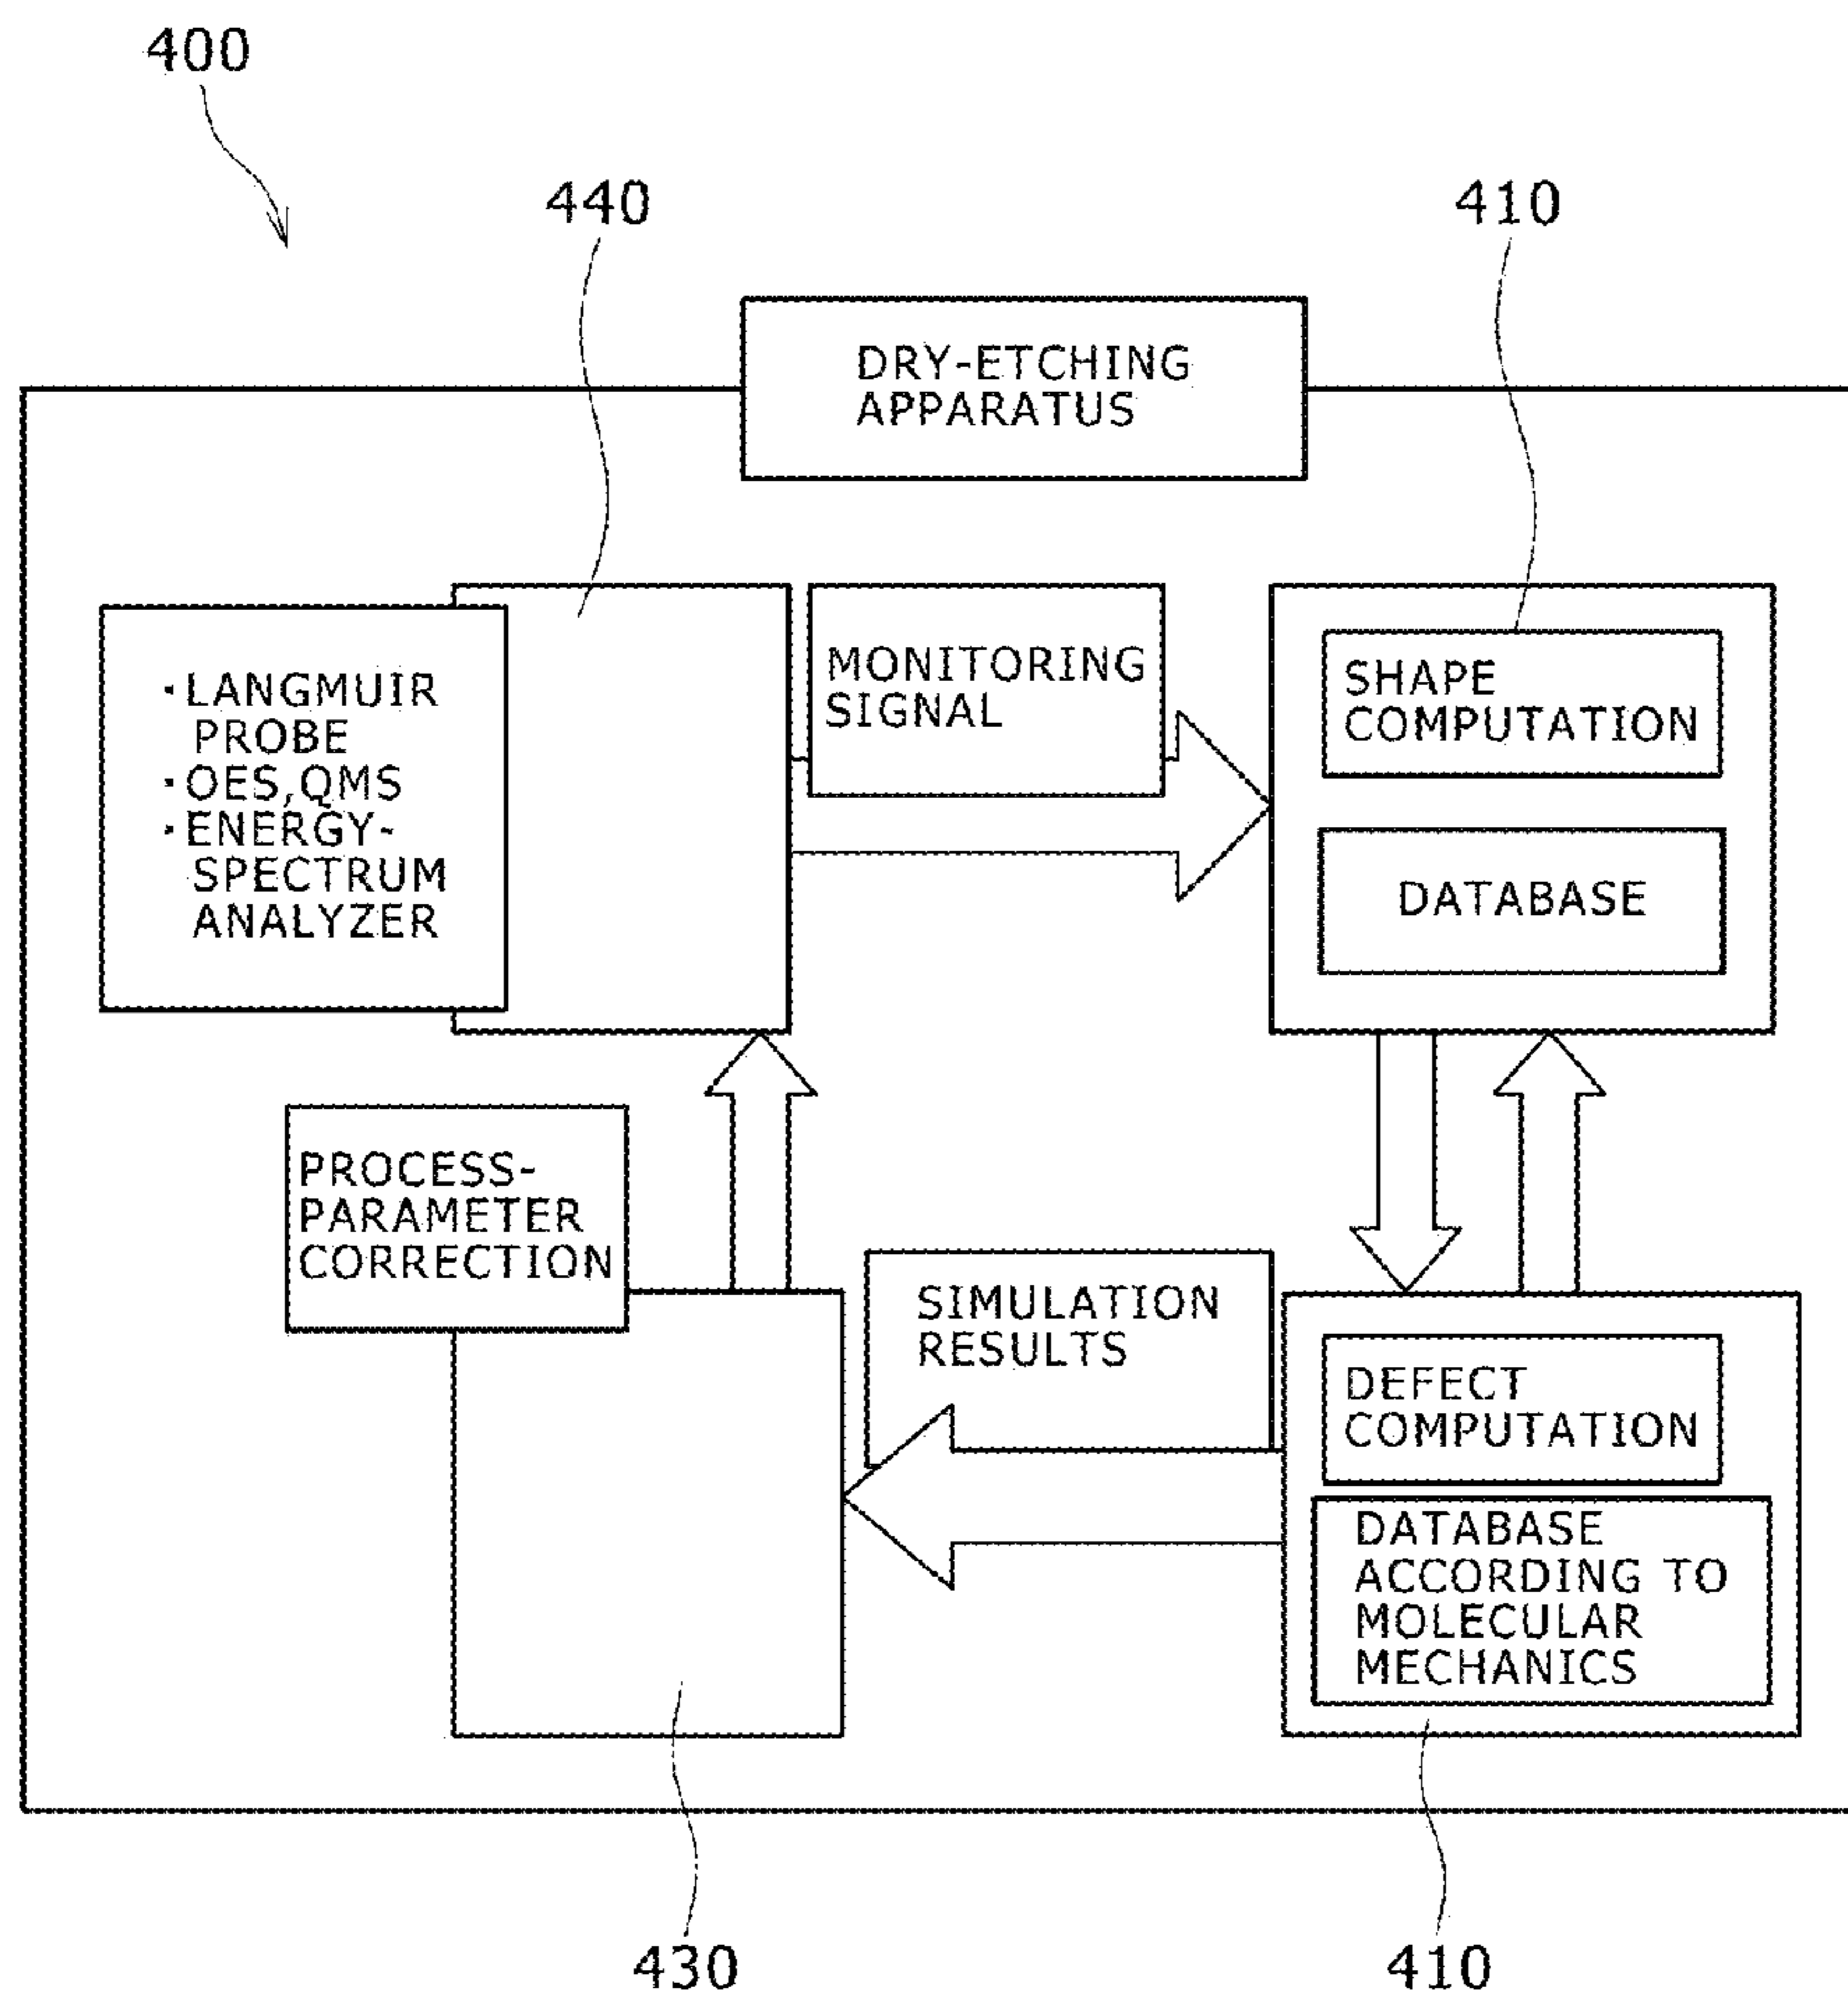 400
440
410
DRY-ETCHING
APPARATUS
·LANGMUIR
PROBE
·OES,QMS
·ENERGY-
SPECTRUM
ANALYZER
MONITORING
SIGNAL
SHAPE
COMPUTATION
DATABASE
PROCESS-
PARAMETER
CORRECTION
SIMULATION
RESULTS
DEFECT
COMPUTATION
DATABASE
ACCORDING TO
MOLECULAR
MECHANICS
430
410